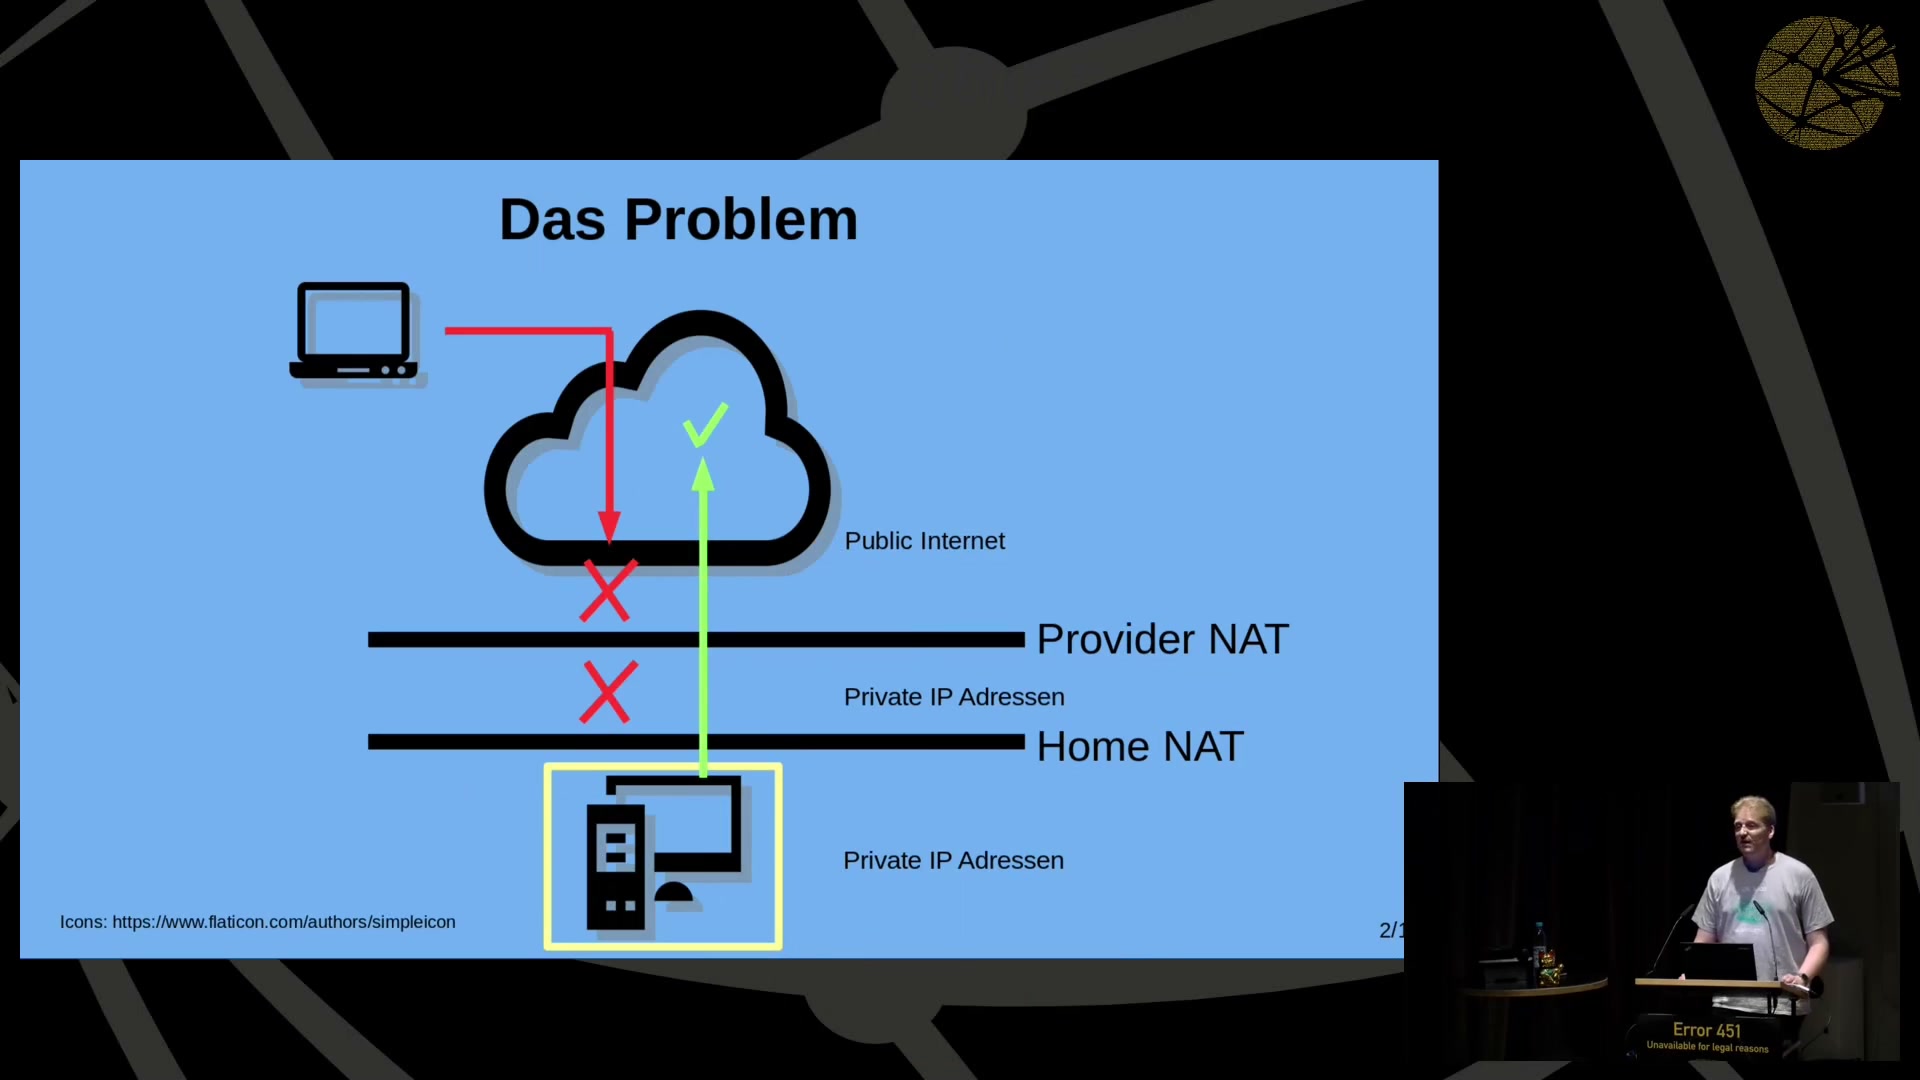 Das Problem
Public Internet
Provider NAT
Private IP Adressen
Home NAT
Private IP Adressen
Icons: https://www.flaticon.com/authors/simpleicon
2/1
Error 451
Unavailable for legal reasons